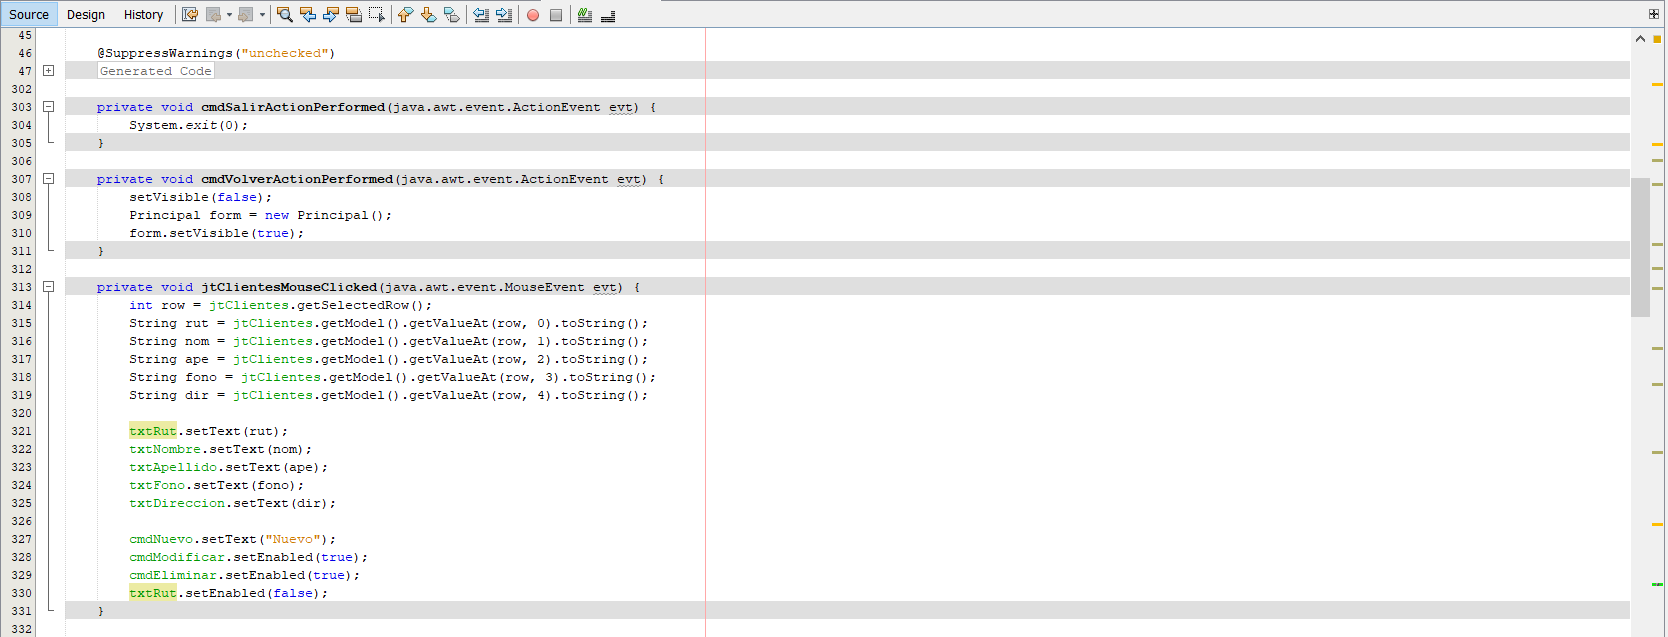 Source Design History
45
46 @SuppressWarnings("unchecked")
47 Generated Code
302
303 private void cmdSalirActionPerformed(java.awt.event.ActionEvent evt) {
304 System.exit(0);
305 }
306
307 private void cmdVolverActionPerformed(java.awt.event.ActionEvent evt) {
308 setVisible(false);
309 Principal form = new Principal();
310 form.setVisible(true);
311 }
312
313 private void jtClientesMouseClicked(java.awt.event.MouseEvent evt) {
314 int row = jtClientes.getSelectedRow();
315 String rut = jtClientes.getModel().getValueAt(row, 0).toString();
316 String nom = jtClientes.getModel().getValueAt(row, 1).toString();
317 String ape = jtClientes.getModel().getValueAt(row, 2).toString();
318 String fono = jtClientes.getModel().getValueAt(row, 3).toString();
319 String dir = jtClientes.getModel().getValueAt(row, 4).toString();
320
321 txtRut.setText(rut);
322 txtNombre.setText(nom);
323 txtApellido.setText(ape);
324 txtFono.setText(fono);
325 txtDireccion.setText(dir);
326
327 cmdNuevo.setText("Nuevo");
328 cmdModificar.setEnabled(true);
329 cmdEliminar.setEnabled(true);
330 txtRut.setEnabled(false);
331 }
332